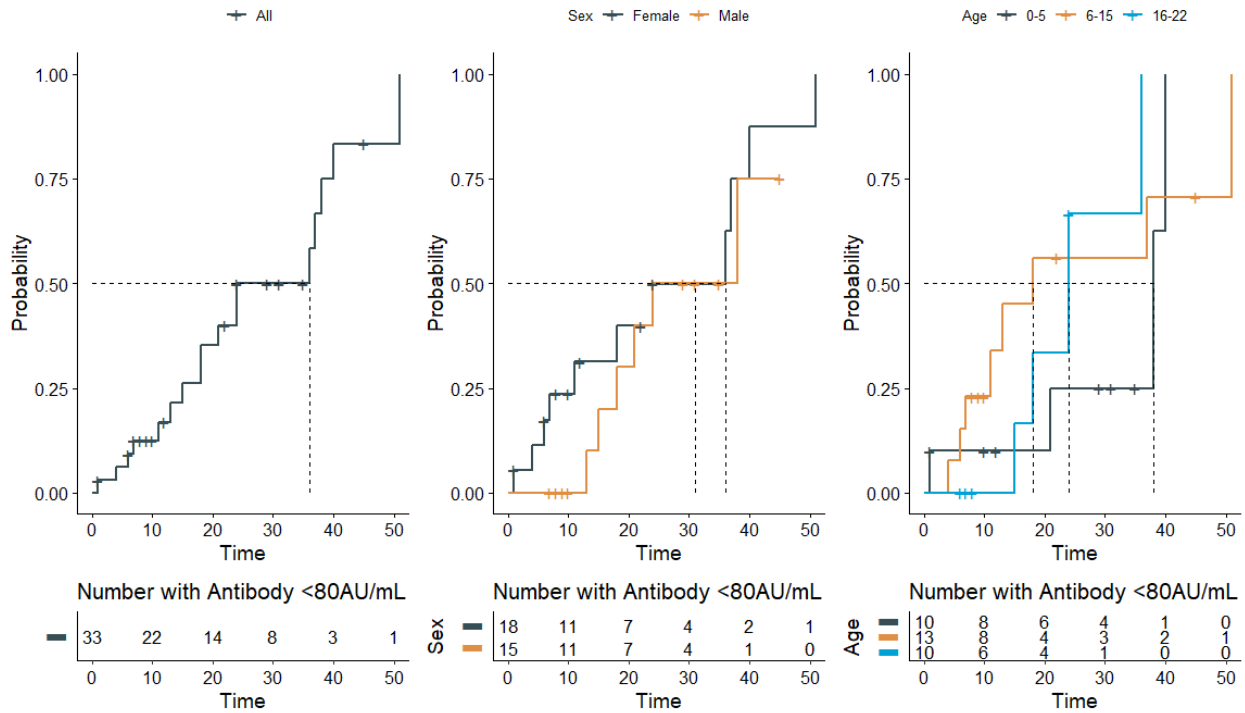 All
Sex Female Male
Age 0-5 6-15 16-22
Probability
1.00
0.75
0.50
0.25
0.00
0 10 20 30 40 50
Time
Probability
1.00
0.75
0.50
0.25
0.00
0 10 20 30 40 50
Time
Probability
1.00
0.75
0.50
0.25
0.00
0 10 20 30 40 50
Time
Number with Antibody <80AU/mL
33 22 14 8 3 1
0 10 20 30 40 50
Time
Number with Antibody <80AU/mL
Sex
18 11 7 4 2 1
15 11 7 4 1 0
0 10 20 30 40 50
Time
Number with Antibody <80AU/mL
Age
10 8 6 4 1 0
13 8 4 3 2 1
10 6 4 1 0 0
0 10 20 30 40 50
Time